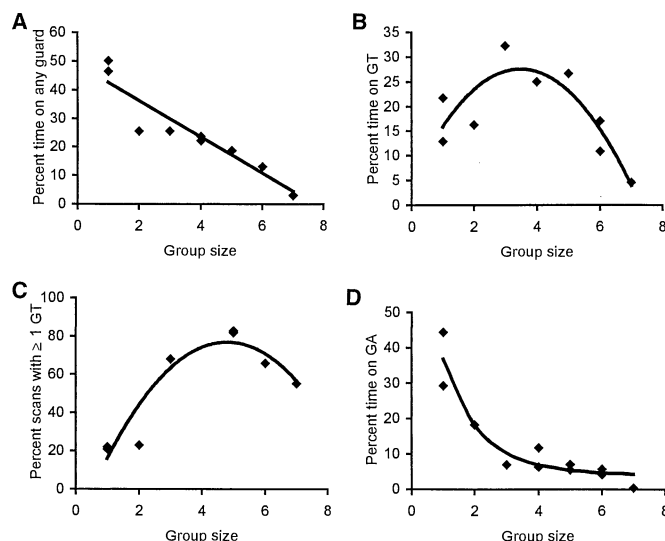 A
Percent time on any guard
60
50
40
30
20
10
0
0 2 4 6 8
Group size
B
Percent time on GT
35
30
25
20
15
10
5
0
0 2 4 6 8
Group size
C
Percent scans with ≥ 1 GT
100
80
60
40
20
0
0 2 4 6 8
Group size
D
Percent time on GA
50
40
30
20
10
0
0 2 4 6 8
Group size